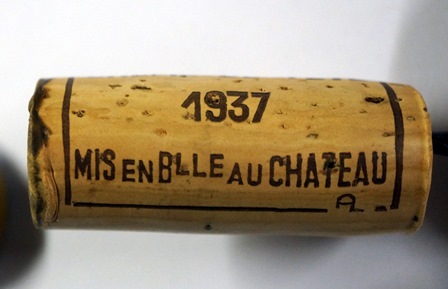 1937
MIS EN BLLE AU CHATEAU